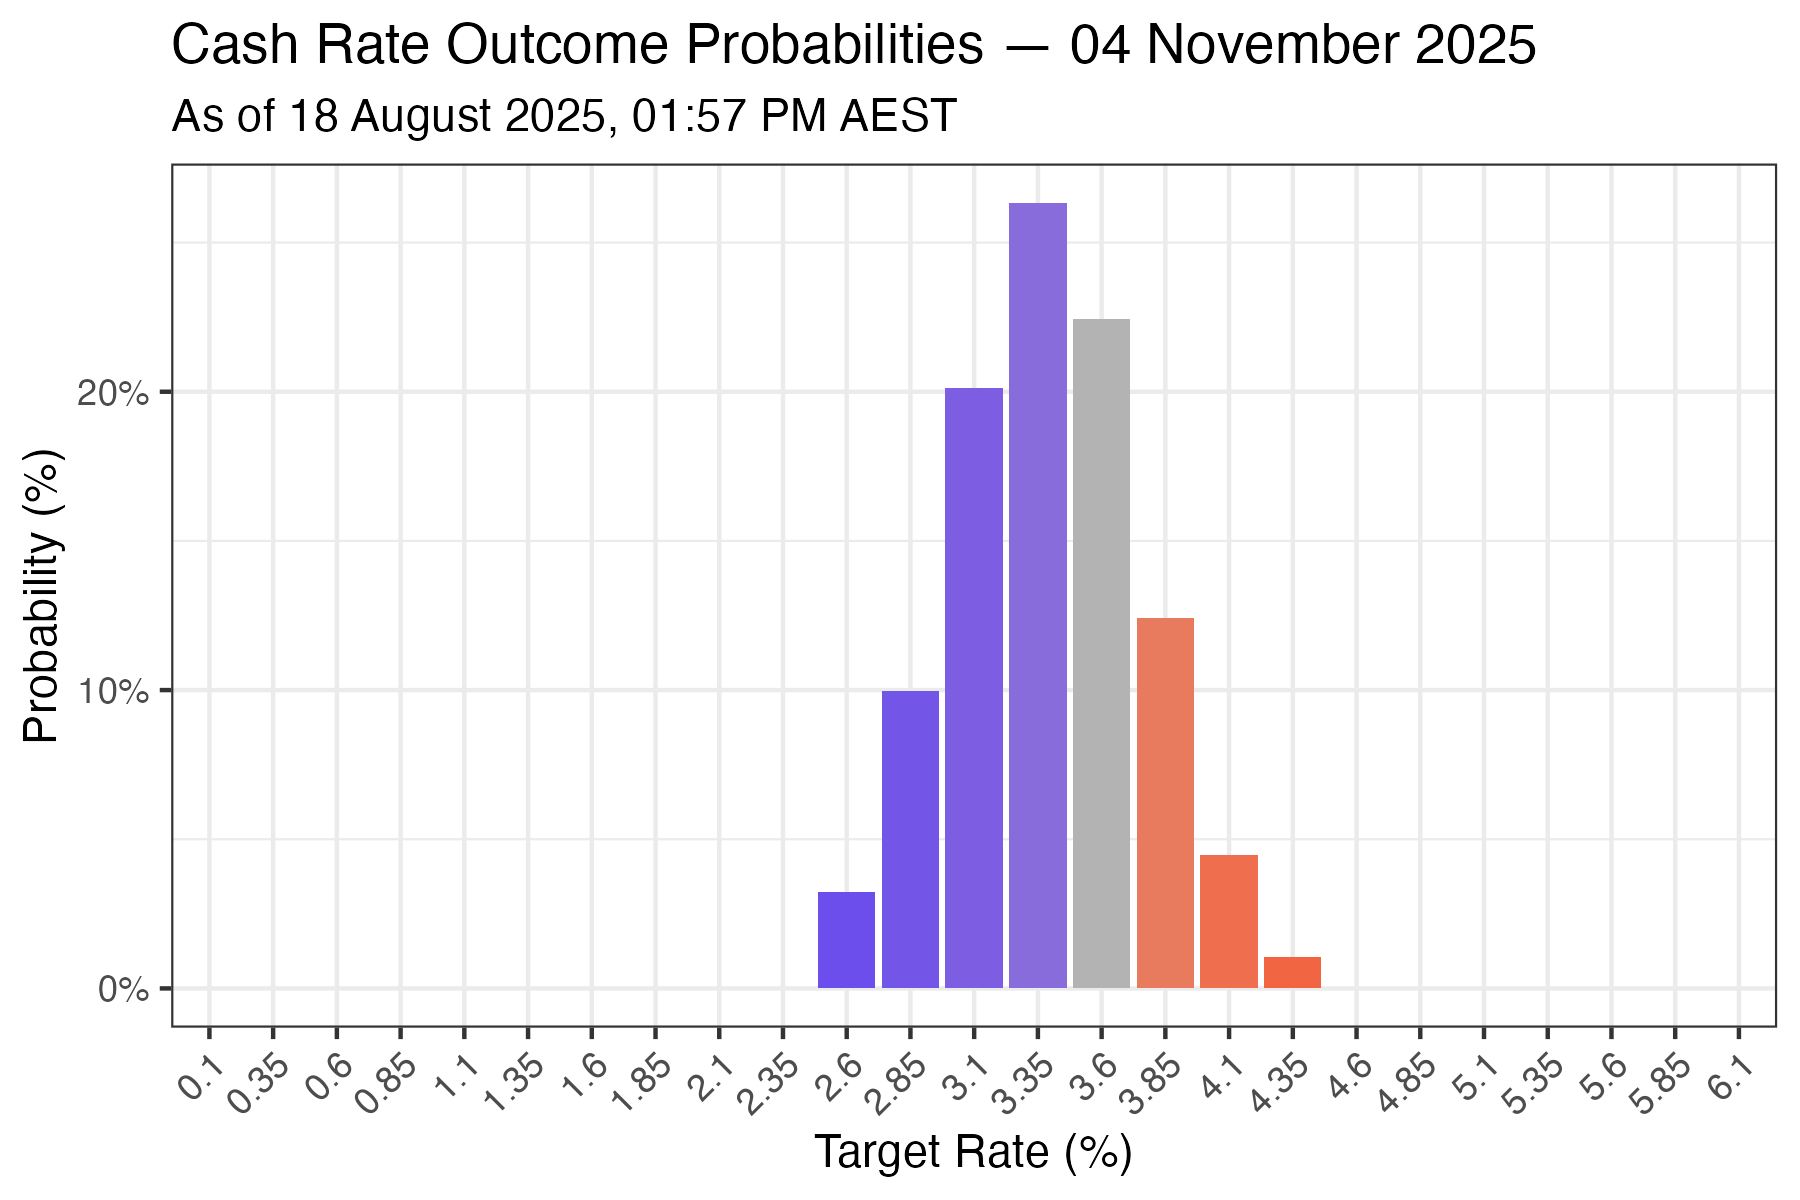 Cash Rate Outcome Probabilities — 04 November 2025
As of 18 August 2025, 01:57 PM AEST
Probability (%)
20%
10%
0%
0.1 0.35 0.6 0.85 1.1 1.35 1.6 1.85 2.1 2.35 2.6 2.85 3.1 3.35 3.6 3.85 4.1 4.35 4.6 4.85 5.1 5.35 5.6 5.85 6.1
Target Rate (%)